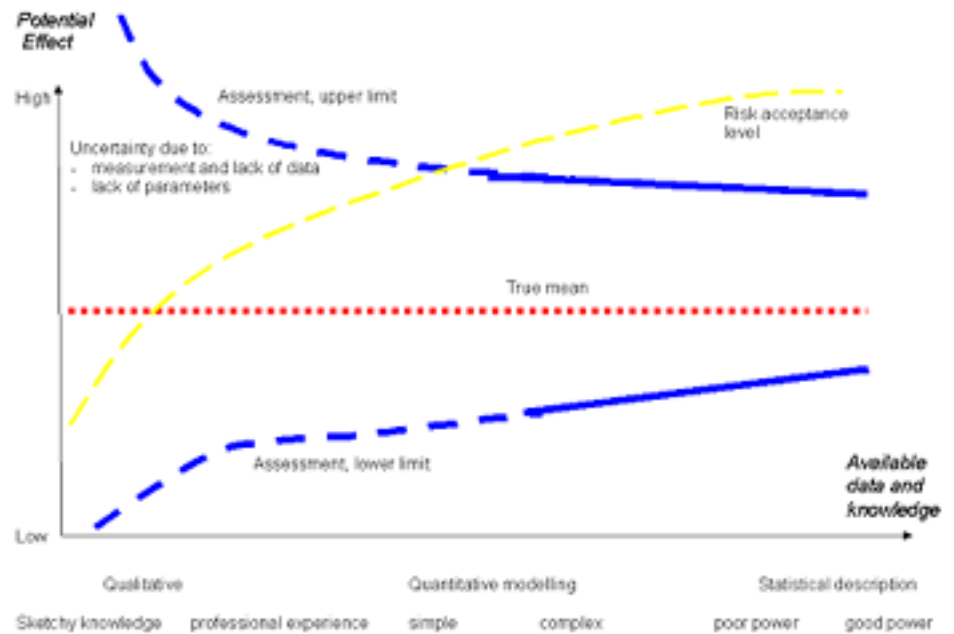 Potential
Effect
High
Assessment, upper limit
Risk acceptance
level
Uncertainty due to:
- measurement and lack of data
- lack of parameters
True mean
Assessment, lower limit
Available
data and
knowledge
Low
Qualitative Quantitative modelling Statistical description
Sketchy knowledge professional experience simple complex poor power good power